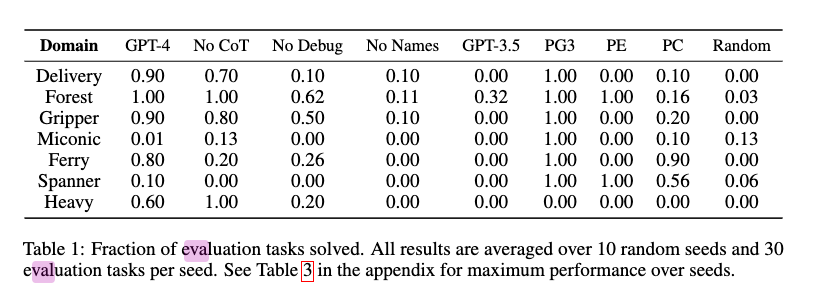 Domain GPT-4 No CoT No Debug No Names GPT-3.5 PG3 PE PC Random
Delivery 0.90 0.70 0.10 0.10 0.00 1.00 0.00 0.10 0.00
Forest 1.00 1.00 0.62 0.11 0.32 1.00 1.00 0.16 0.03
Gripper 0.90 0.80 0.50 0.10 0.00 1.00 0.00 0.20 0.00
Miconic 0.01 0.13 0.00 0.00 0.00 1.00 0.00 0.10 0.13
Ferry 0.80 0.20 0.26 0.00 0.00 1.00 0.00 0.90 0.00
Spanner 0.10 0.00 0.00 0.00 0.00 1.00 1.00 0.56 0.06
Heavy 0.60 1.00 0.20 0.00 0.00 0.00 0.00 0.00 0.00
Table 1: Fraction of evaluation tasks solved. All results are averaged over 10 random seeds and 30
evaluation tasks per seed. See Table 3 in the appendix for maximum performance over seeds.